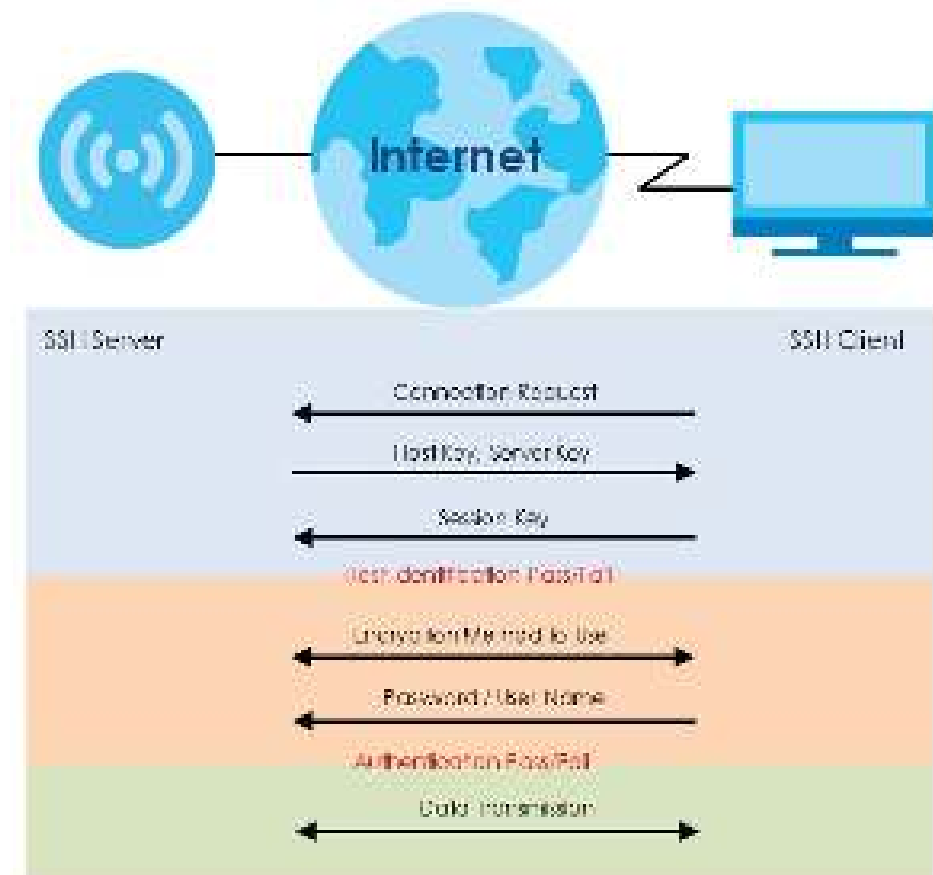 Internet
SSH Server
SSH Client
Connection Request
Host Key, Server Key
Session Key
Host Identification Pass/Fail
Encryption Method to Use
Password / User Name
Authentication Pass/Fail
Data Transmission